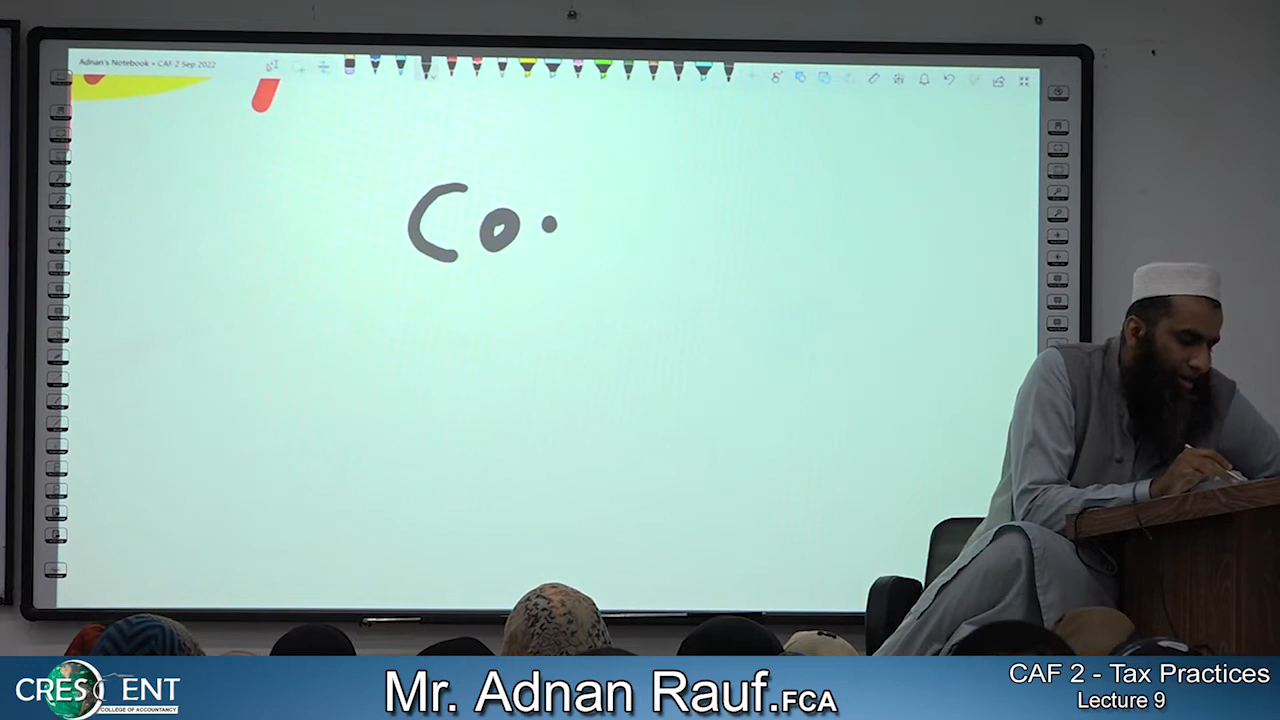 Adnan's Notebook » CAF 2 Sep 2022
Co.
CRESCENT
COLLEGE OF ACCOUNTANCY
Mr. Adnan Rauf.FCA
CAF 2 - Tax Practices
Lecture 9